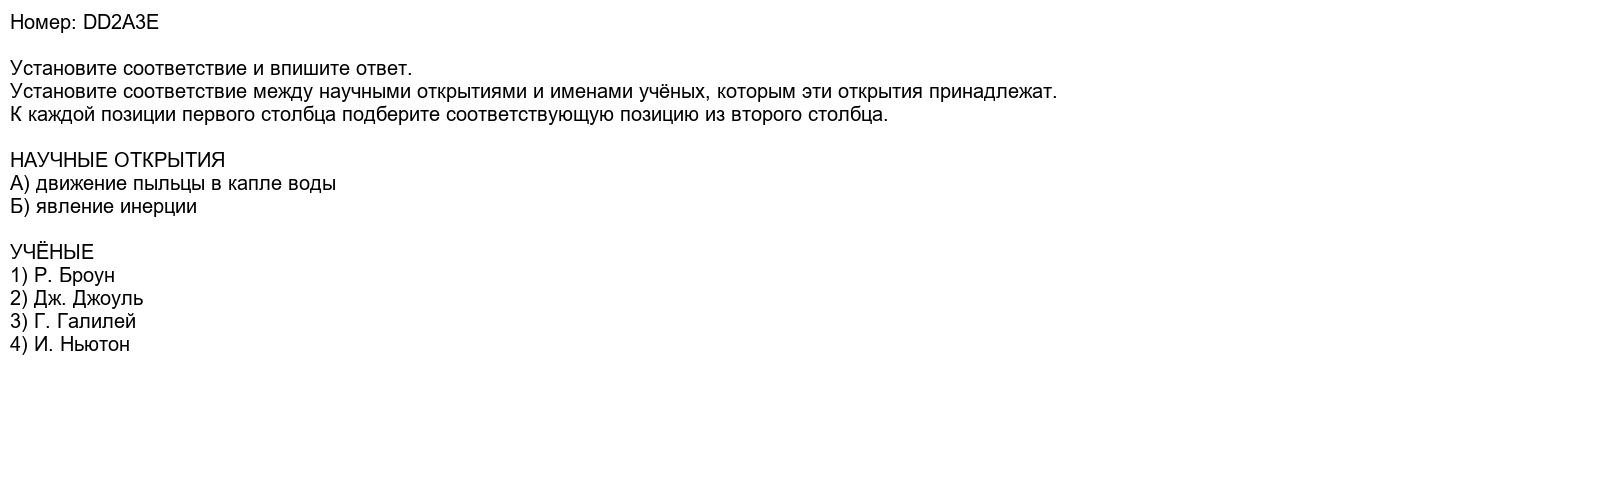 Номер: DD2A3E
Установите соответствие и впишите ответ.
Установите соответствие между научными открытиями и именами учёных, которым эти открытия принадлежат.
К каждой позиции первого столбца подберите соответствующую позицию из второго столбца.
НАУЧНЫЕ ОТКРЫТИЯ
А) движение пыльцы в капле воды
Б) явление инерции
УЧЁНЫЕ
1) Р. Броун
2) Дж. Джоуль
3) Г. Галилей
4) И. Ньютон